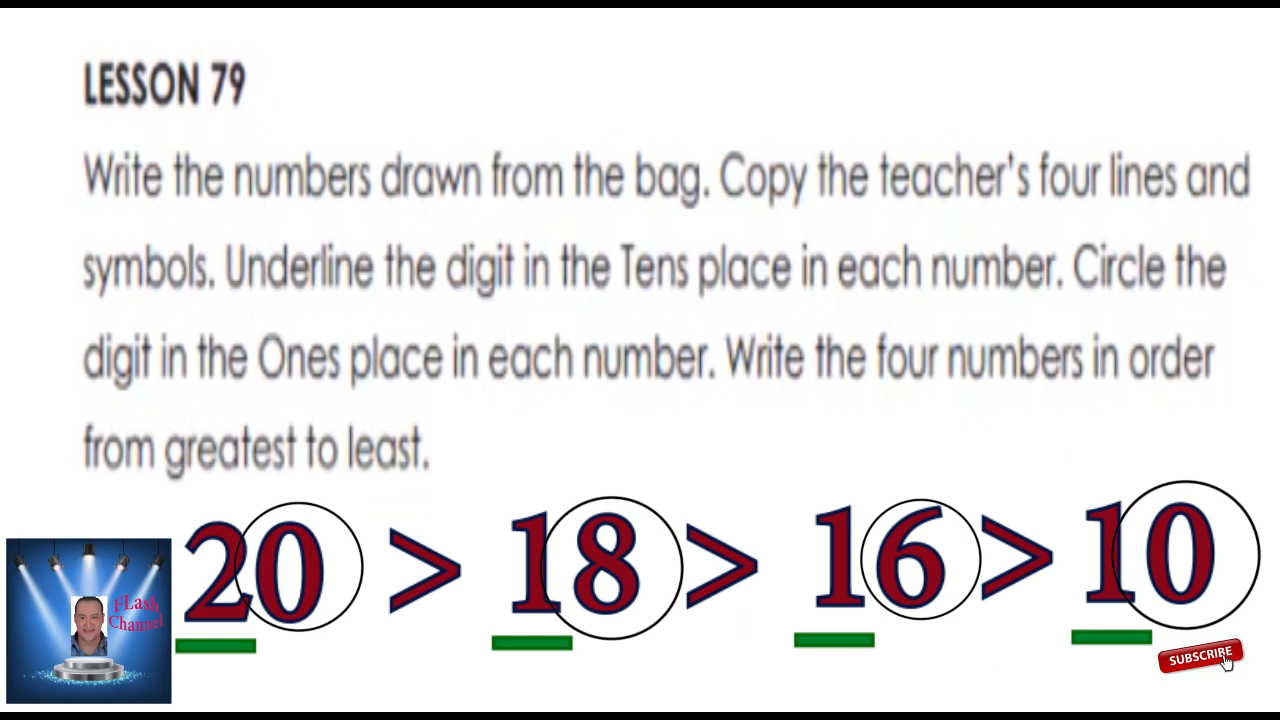 LESSON 79
Write the numbers drawn from the bag. Copy the teacher's four lines and
symbols. Underline the digit in the Tens place in each number. Circle the
digit in the Ones place in each number. Write the four numbers in order
from greatest to least.
20 > 18 > 16 > 10
FLash
Channel
SUBSCRIBE